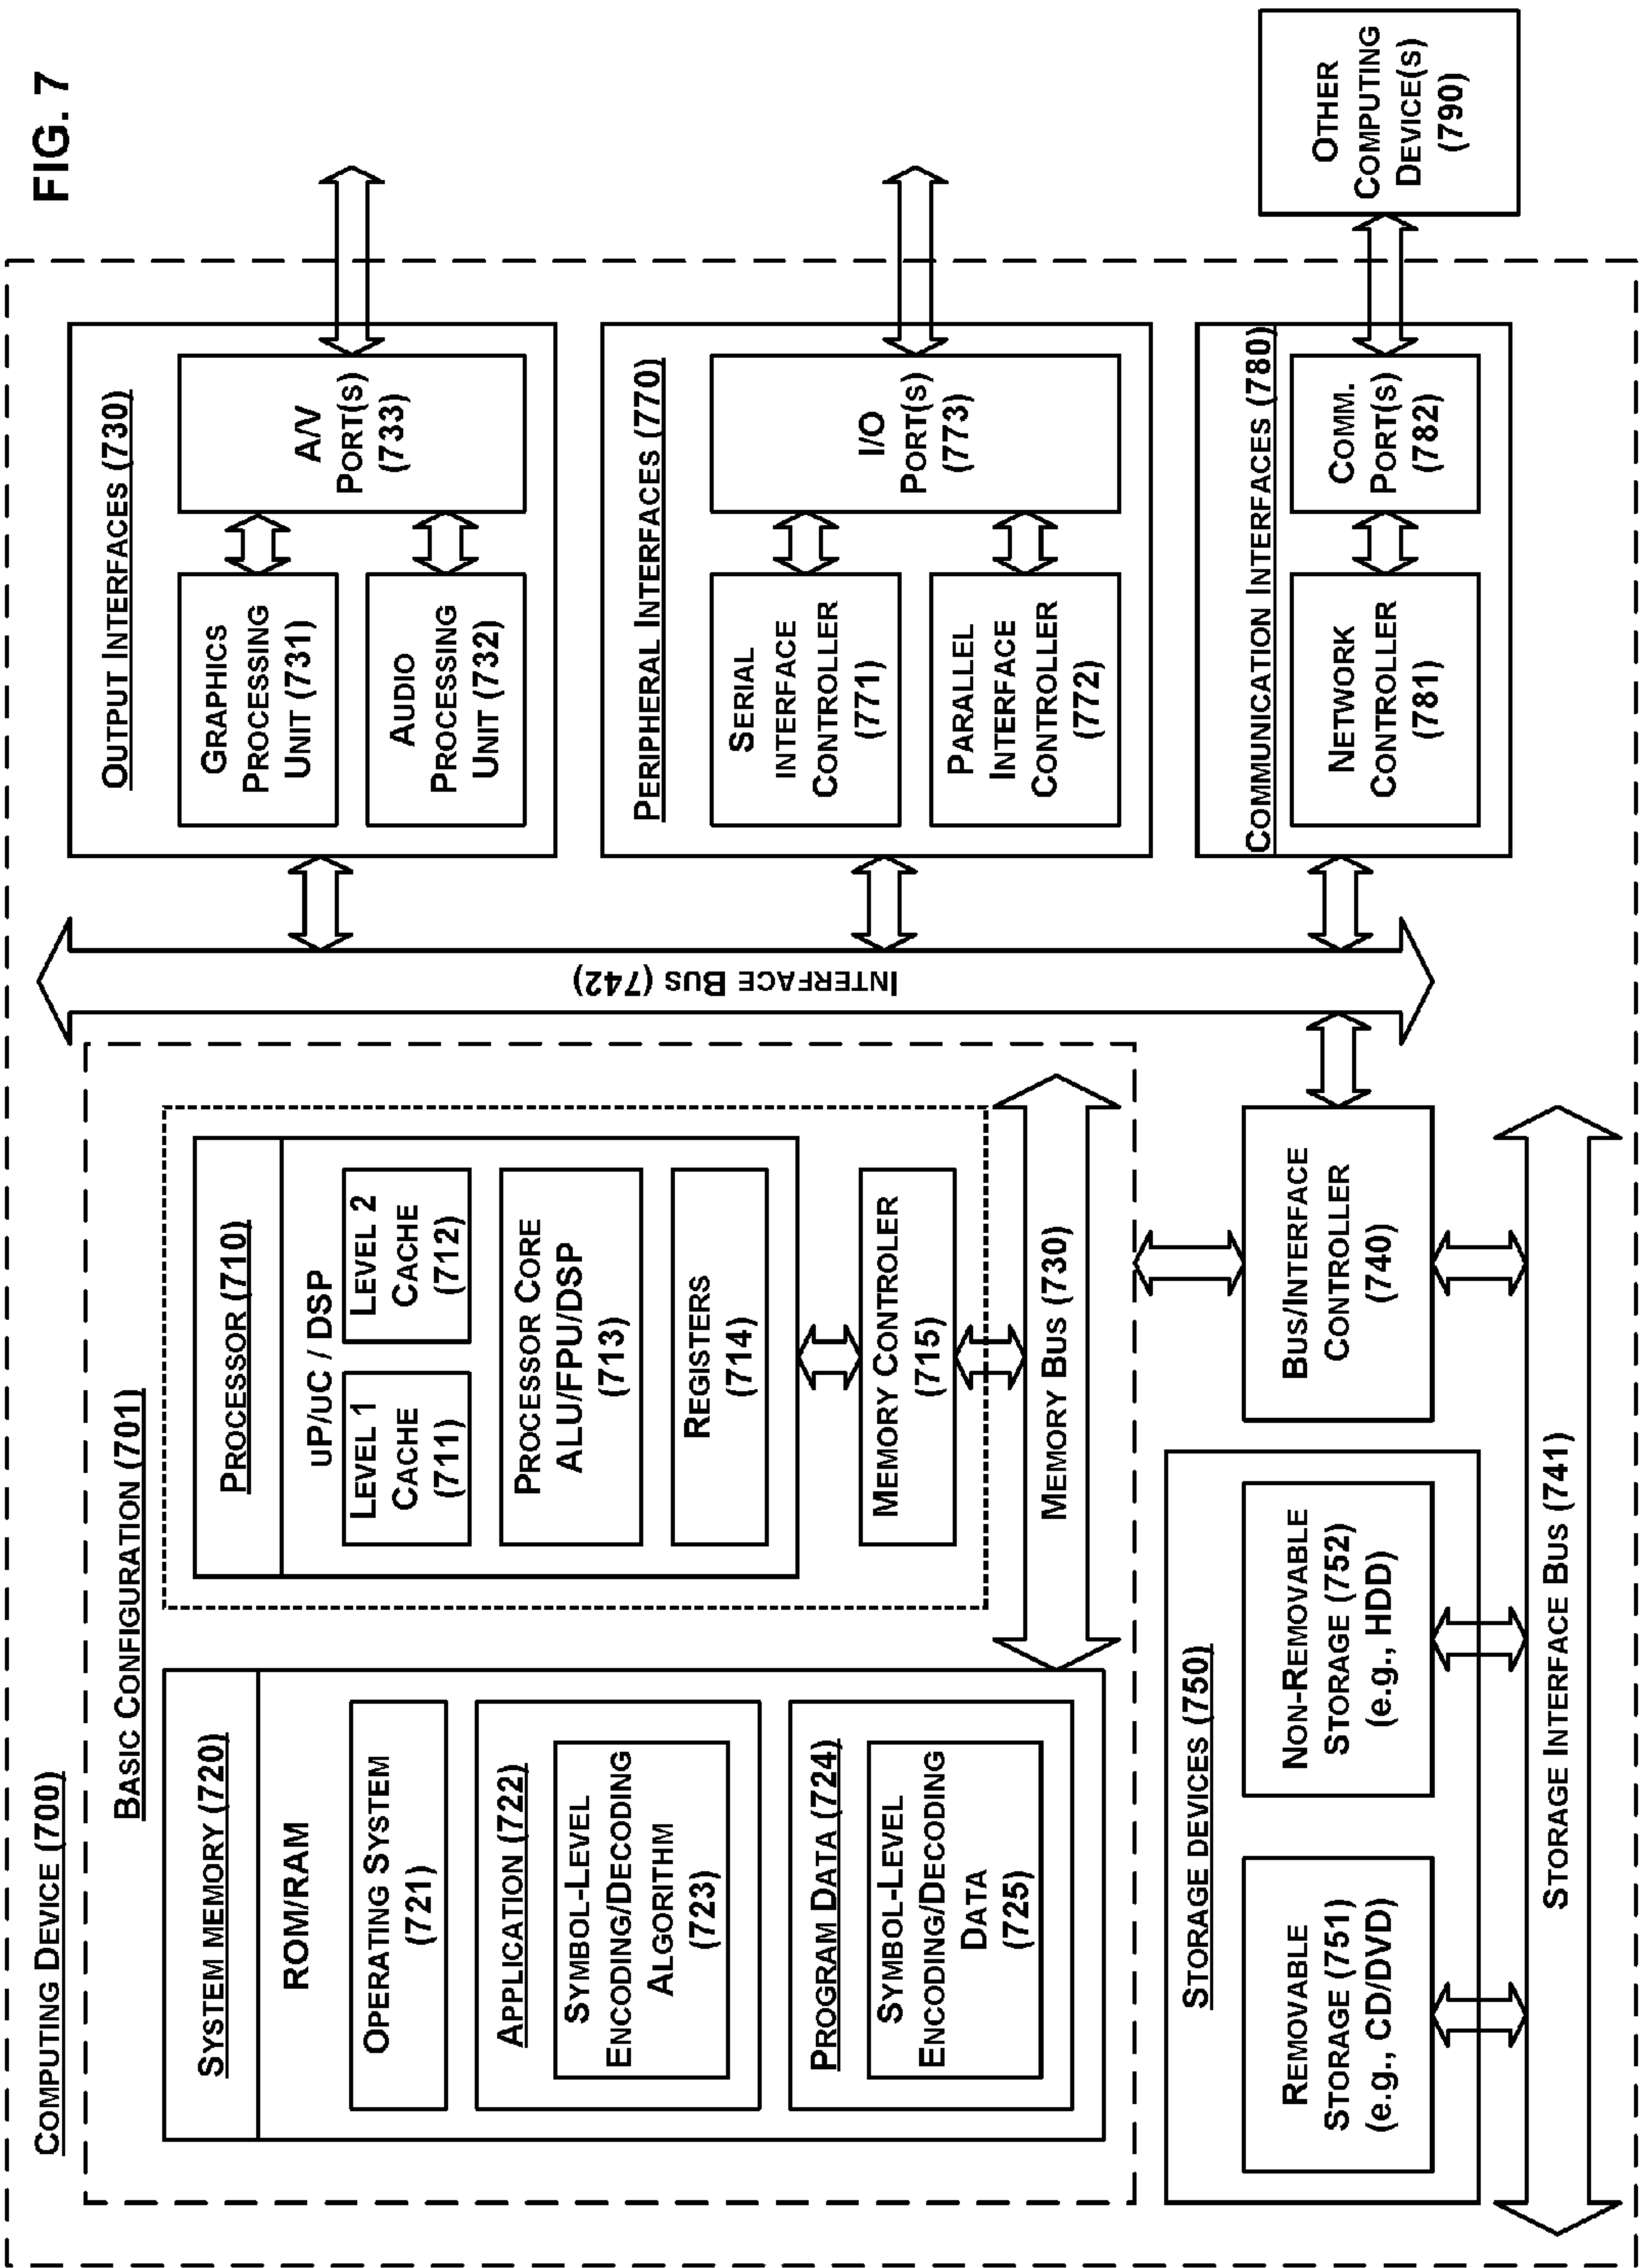 FIG. 7
COMPUTING DEVICE (700)
BASIC CONFIGURATION (701)
SYSTEM MEMORY (720)
ROM/RAM
OPERATING SYSTEM
(721)
APPLICATION (722)
SYMBOL-LEVEL
ENCODING/DECODING
ALGORITHM
(723)
PROGRAM DATA (724)
SYMBOL-LEVEL
ENCODING/DECODING
DATA
(725)
PROCESSOR (710)
uP/uC / DSP
LEVEL 1
CACHE
(711)
LEVEL 2
CACHE
(712)
PROCESSOR CORE
ALU/FPU/DSP
(713)
REGISTERS
(714)
MEMORY CONTROLER
(715)
MEMORY BUS (730)
INTERFACE BUS (742)
OUTPUT INTERFACES (730)
GRAPHICS
PROCESSING
UNIT (731)
AUDIO
PROCESSING
UNIT (732)
A/V
PORT(S)
(733)
PERIPHERAL INTERFACES (770)
SERIAL
INTERFACE
CONTROLLER
(771)
PARALLEL
INTERFACE
CONTROLLER
(772)
I/O
PORT(S)
(773)
COMMUNICATION INTERFACES (780)
NETWORK
CONTROLLER
(781)
COMM.
PORT(S)
(782)
OTHER
COMPUTING
DEVICE(S)
(790)
STORAGE DEVICES (750)
REMOVABLE
STORAGE (751)
(e.g., CD/DVD)
NON-REMOVABLE
STORAGE (752)
(e.g., HDD)
BUS/INTERFACE
CONTROLLER
(740)
STORAGE INTERFACE BUS (741)